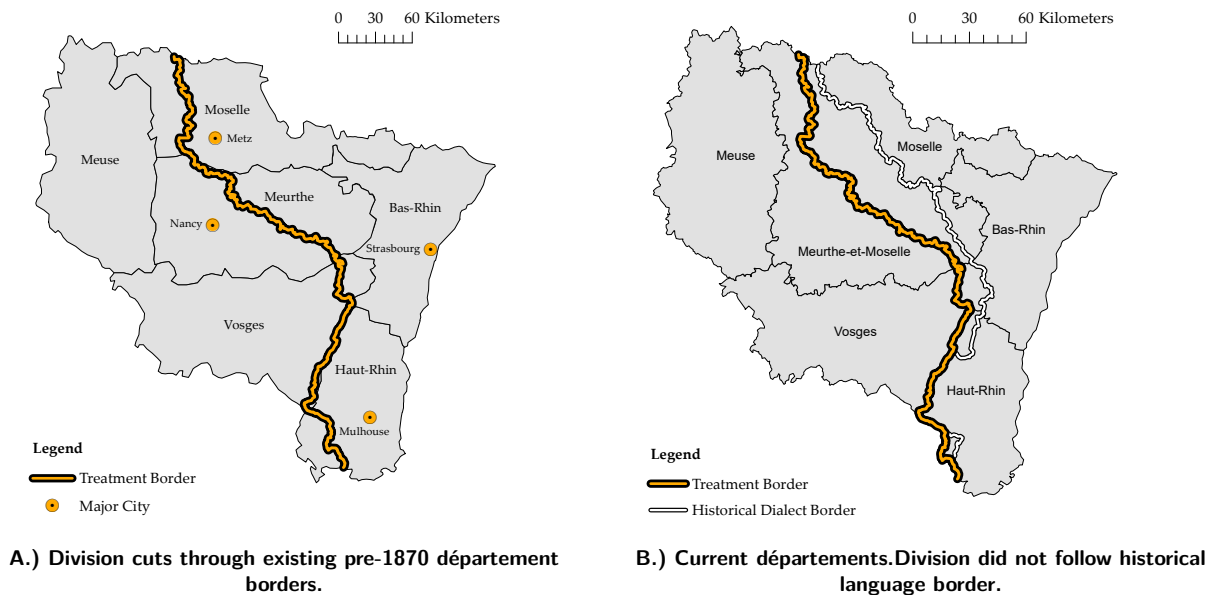 0 30 60 Kilometers
Moselle
Metz
Meuse
Meurthe
Bas-Rhin
Nancy
Strasbourg
Vosges
Haut-Rhin
Mulhouse
Legend
Treatment Border
Major City
A.) Division cuts through existing pre-1870 département
borders.
0 30 60 Kilometers
Moselle
Meuse
Bas-Rhin
Meurthe-et-Moselle
Vosges
Haut-Rhin
Legend
Treatment Border
Historical Dialect Border
B.) Current départements.Division did not follow historical
language border.